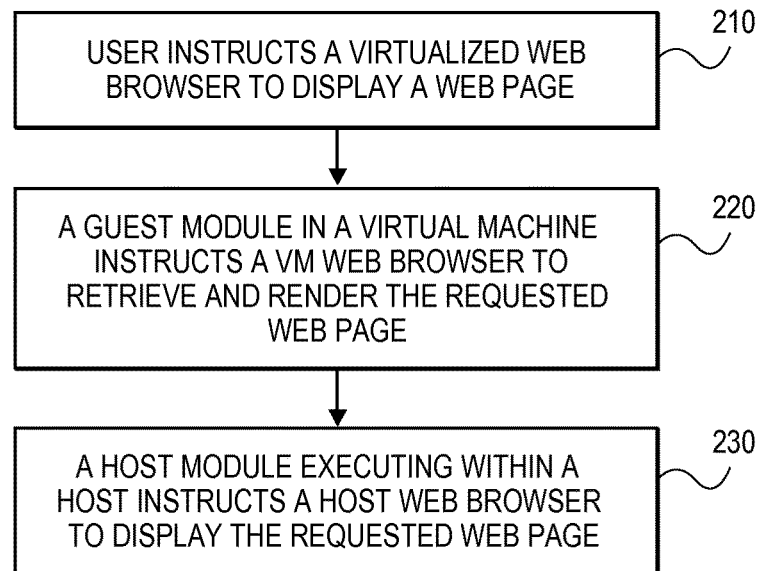 210
USER INSTRUCTS A VIRTUALIZED WEB
BROWSER TO DISPLAY A WEB PAGE
220
A GUEST MODULE IN A VIRTUAL MACHINE
INSTRUCTS A VM WEB BROWSER TO
RETRIEVE AND RENDER THE REQUESTED
WEB PAGE
230
A HOST MODULE EXECUTING WITHIN A
HOST INSTRUCTS A HOST WEB BROWSER
TO DISPLAY THE REQUESTED WEB PAGE